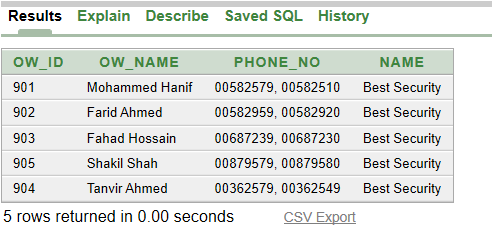 Results Explain Describe Saved SQL History
OW_ID OW_NAME PHONE_NO NAME
901 Mohammed Hanif 00582579, 00582510 Best Security
902 Farid Ahmed 00582959, 00582920 Best Security
903 Fahad Hossain 00687239, 00687230 Best Security
905 Shakil Shah 00879579, 00879580 Best Security
904 Tanvir Ahmed 00362579, 00362549 Best Security
5 rows returned in 0.00 seconds CSV Export